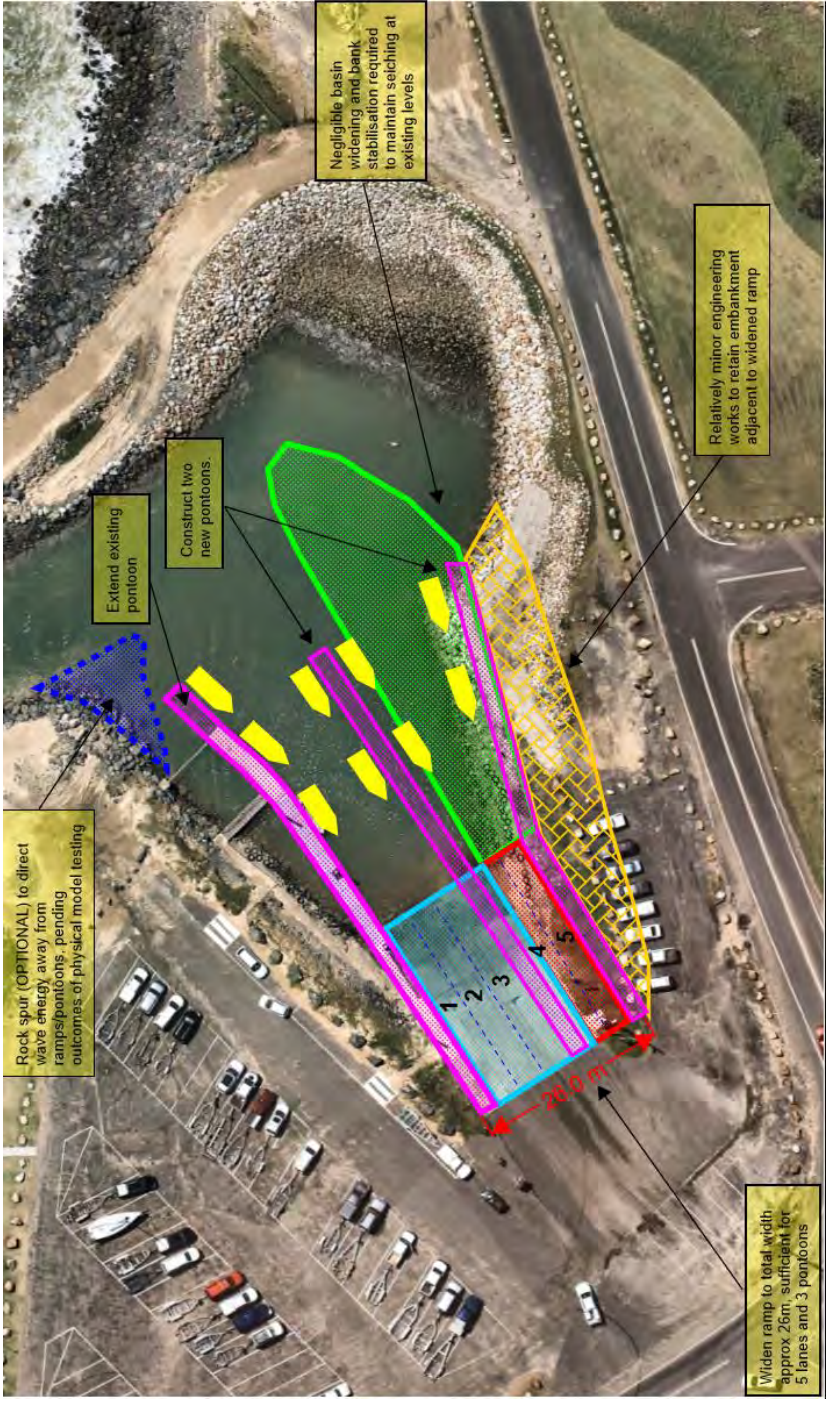 Rock spur (OPTIONAL) to direct
wave energy away from
ramps/pontoons. pending
outcomes of physical model testing
Extend existing
pontoon
Construct two
new pontoons.
Negligible basin
widening and bank
stabilisation required
to maintain seiching at
existing levels
1
2
3
4
5
26.0 m
Relatively minor engineering
works to retain embankment
adjacent to widened ramp
Widen ramp to total width
approx 26m, sufficient for
5 lanes and 3 pontoons